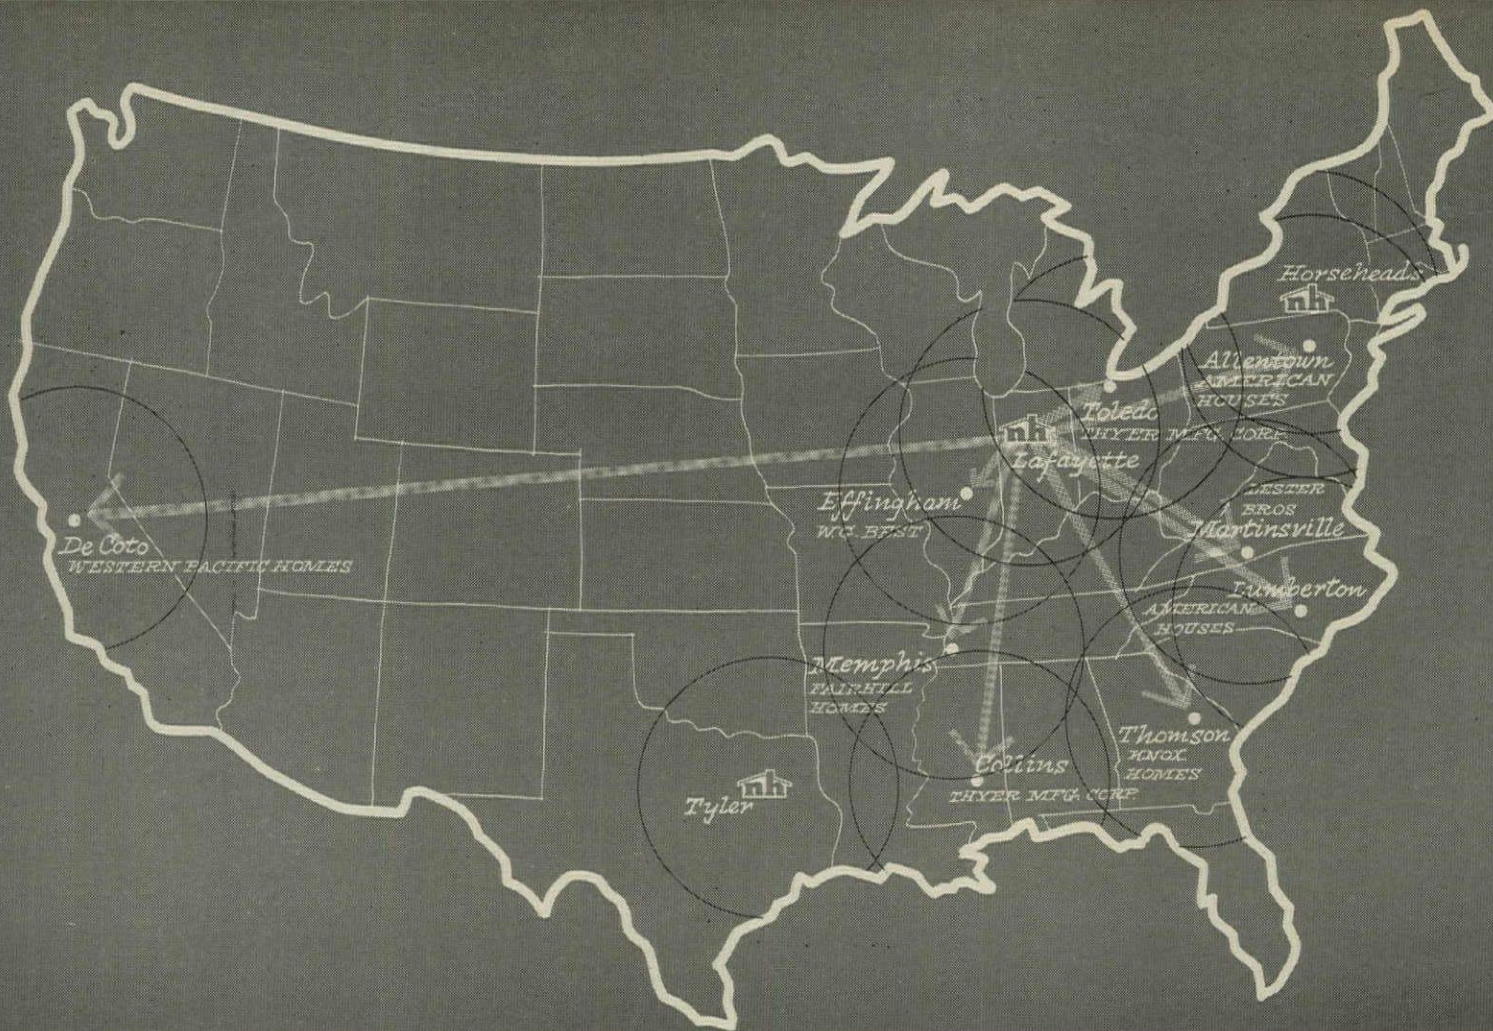 Horseheads
nh
Allentown
AMERICAN
HOUSES
Toledo
THYER MFG. CORP.
nh
Lafayette
Effingham
W.G. BEST
LESTER
BROS
Martinsville
De Coto
WESTERN PACIFIC HOMES
Lumberton
AMERICAN
HOUSES
Memphis
FAIRHILL
HOMES
Thomson
KNOX
HOMES
Collins
THYER MFG. CORP.
nh
Tyler